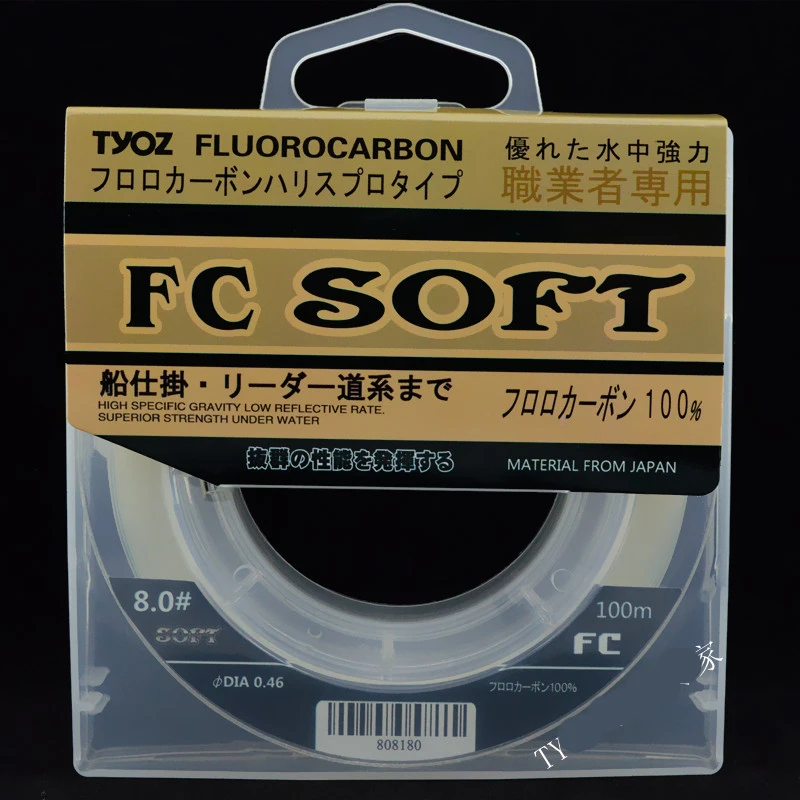 TYOZ FLUOROCARBON
優れた水中強力
フロロカーボンハリスプロタイプ
職業者専用
FC SOFT
船仕掛・リーダー道系まで
HIGH SPECIFIC GRAVITY LOW REFLECTIVE RATE.
SUPERIOR STRENGTH UNDER WATER
フロロカーボン 100%
抜群の性能を発揮する
MATERIAL FROM JAPAN
8.0#
100m
SOFT
FC
φDIA 0.46
フロロカーボン100%
808180
TY
家